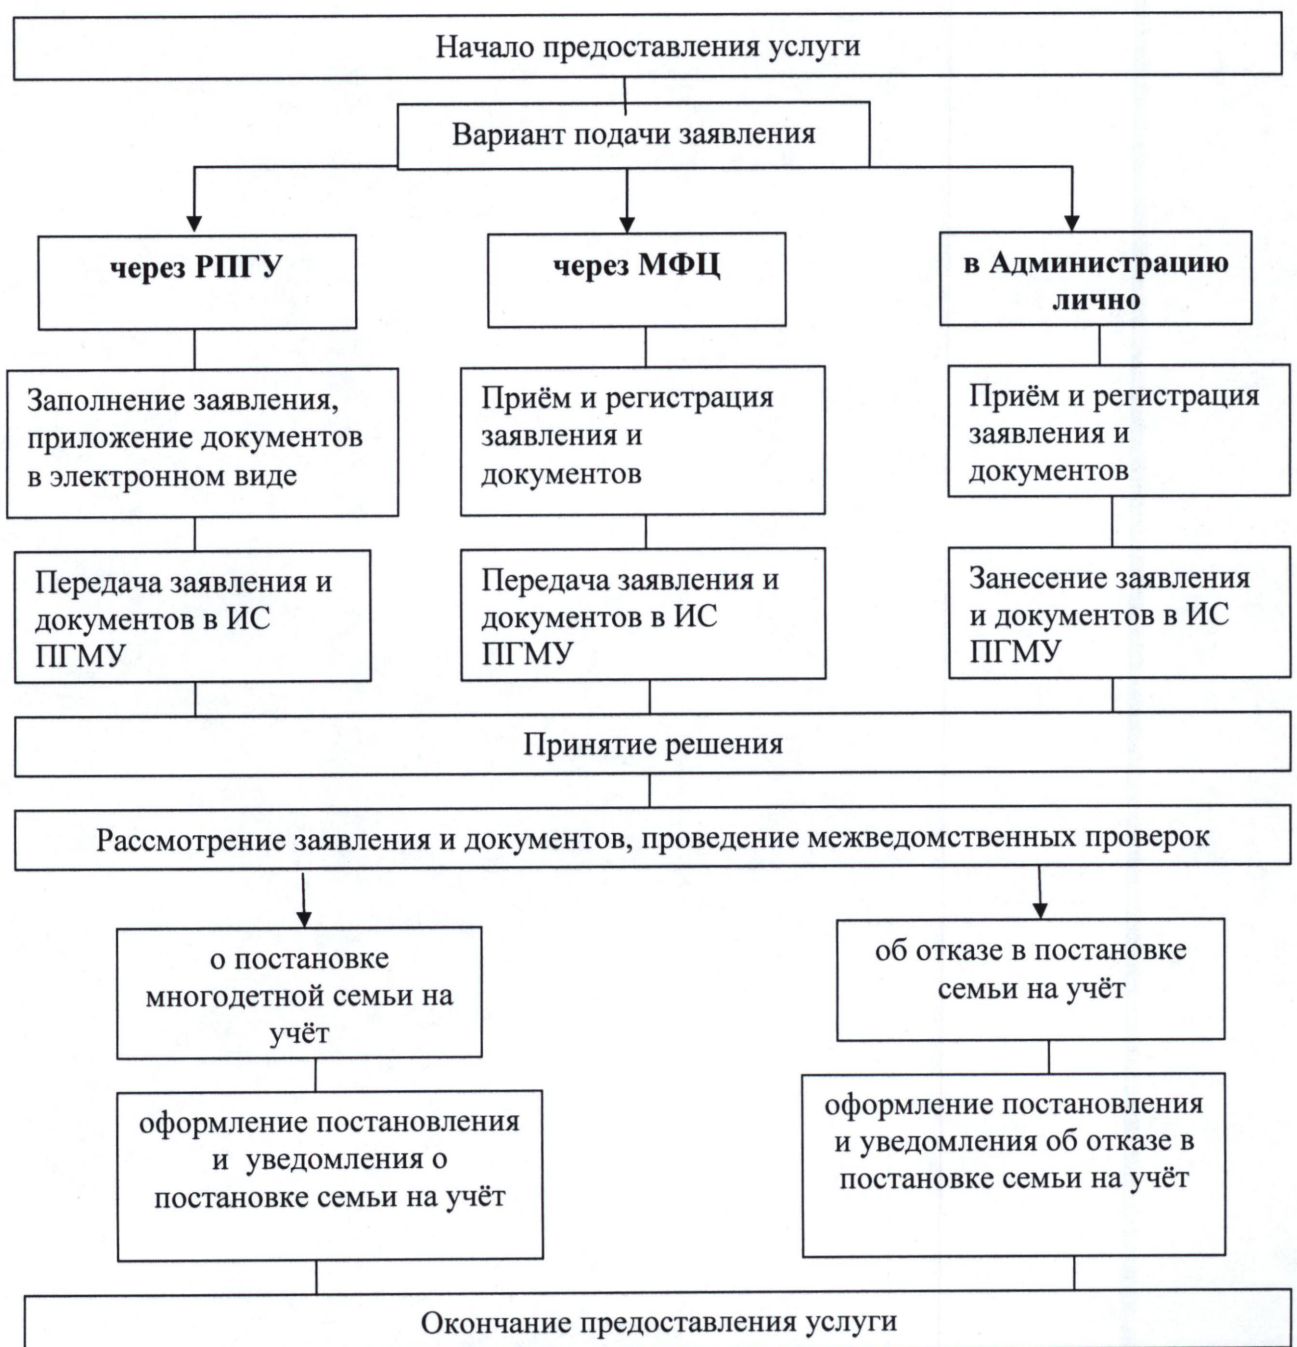 Начало предоставления услуги
Вариант подачи заявления
через РПГУ
через МФЦ
в Администрацию
лично
Заполнение заявления,
приложение документов
в электронном виде
Приём и регистрация
заявления и
документов
Приём и регистрация
заявления и
документов
Передача заявления и
документов в ИС
ПГМУ
Передача заявления и
документов в ИС
ПГМУ
Занесение заявления
и документов в ИС
ПГМУ
Принятие решения
Рассмотрение заявления и документов, проведение межведомственных проверок
о постановке
многодетной семьи на
учёт
об отказе в постановке
семьи на учёт
оформление постановления
и уведомления о
постановке семьи на учёт
оформление постановления
и уведомления об отказе в
постановке семьи на учёт
Окончание предоставления услуги